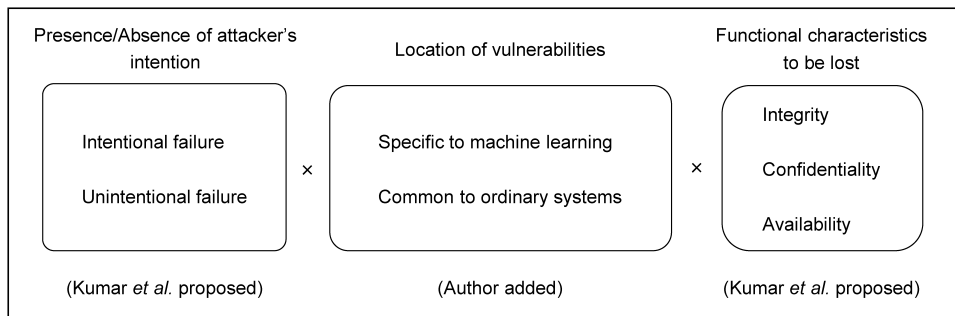 Presence/Absence of attacker's
intention
Intentional failure
Unintentional failure
(Kumar et al. proposed)
×
Location of vulnerabilities
Specific to machine learning
Common to ordinary systems
(Author added)
×
Functional characteristics
to be lost
Integrity
Confidentiality
Availability
(Kumar et al. proposed)